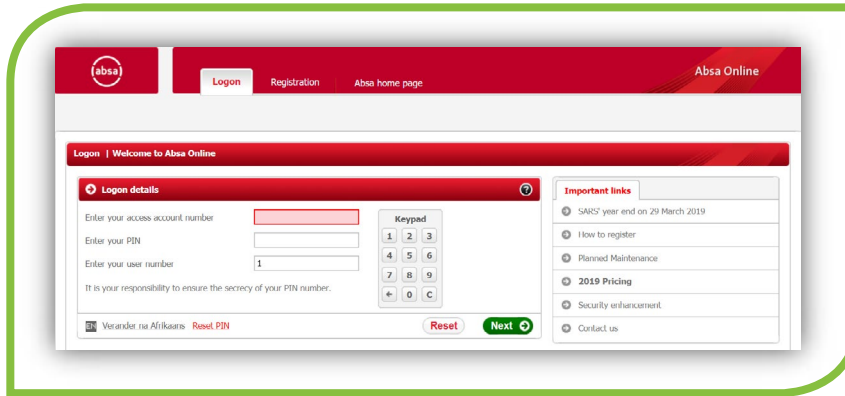 (absa)
Logon Registration Absa home page
Absa Online
Logon | Welcome to Absa Online
Logon details
?
Enter your access account number
Enter your PIN
Enter your user number 1
It is your responsibility to ensure the secrecy of your PIN number.
Keypad
1 2 3
4 5 6
7 8 9
← 0 C
EN Verander na Afrikaans Reset PIN
Reset Next
Important links
SARS' year end on 29 March 2019
How to register
Planned Maintenance
2019 Pricing
Security enhancement
Contact us